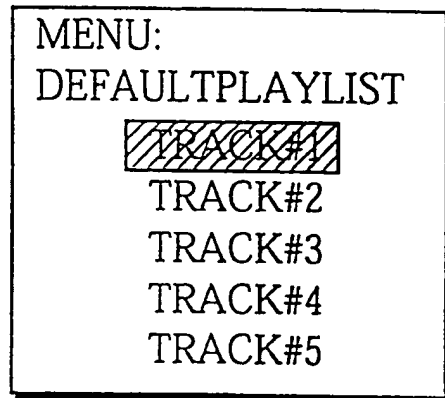 MENU:
DEFAULTPLAYLIST
TRACK#1
TRACK#2
TRACK#3
TRACK#4
TRACK#5